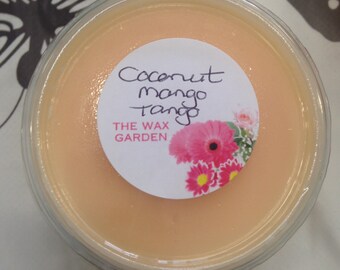 Coconut
Mango
Tango
THE WAX
GARDEN